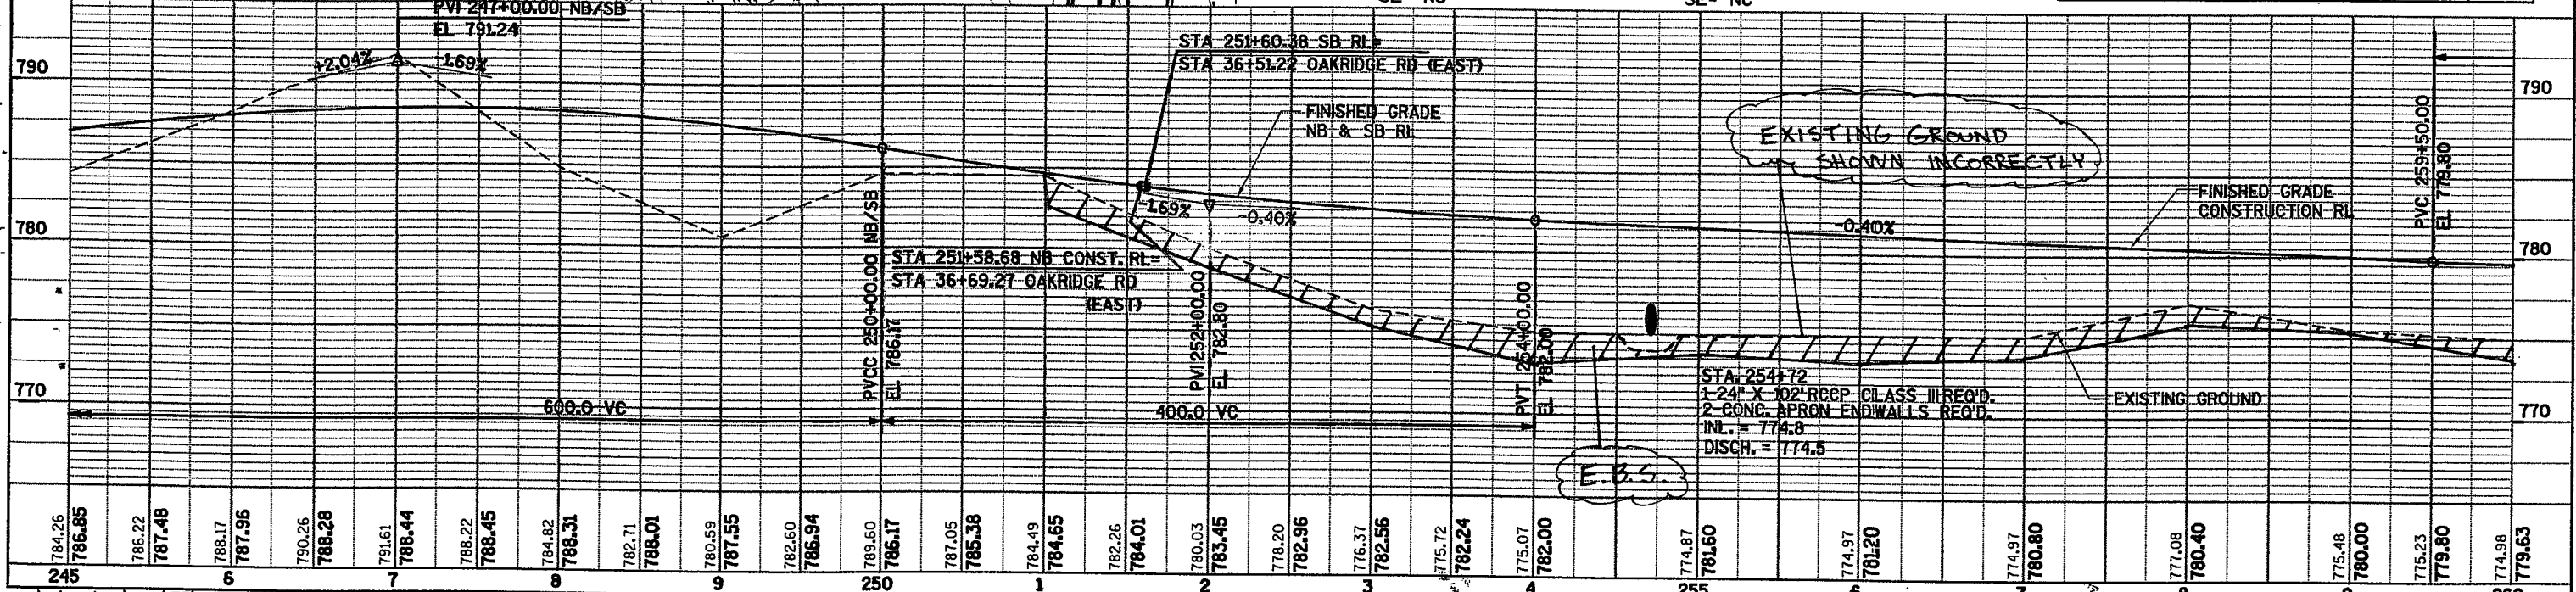 SE= NC
SE= NC
PVI 247+00.00 NB/SB
EL 791.24
+2.04%
-1.69%
790
780
770
STA 251+60.38 SB RL=
STA 36+51.22 OAKRIDGE RD (EAST)
FINISHED GRADE
NB & SB RL
EXISTING GROUND
SHOWN INCORRECTLY
PVC 259+50.00
EL 779.80
790
780
770
FINISHED GRADE
CONSTRUCTION RL
-1.69%
-0.40%
-0.40%
STA 251+58.68 NB CONST. RL=
STA 36+69.27 OAKRIDGE RD
(EAST)
PVCC 250+00.00 NB/SB
EL 786.17
PVI 252+00.00
EL 782.80
PVT 254+00.00
EL 782.00
600.0 VC
400.0 VC
STA. 254+72
1-24" X 102' RCCP CLASS III REQ'D.
2-CONC. APRON ENDWALLS REQ'D.
INL. = 774.8
DISCH. = 774.5
EXISTING GROUND
E.B.S.
784.26 786.85
786.22 787.48
788.17 787.96
790.26 788.28
791.61 788.44
788.22 788.45
784.82 788.31
782.71 788.01
780.59 787.55
782.60 786.94
789.60 786.17
787.05 785.38
784.49 784.65
782.26 784.01
780.03 783.45
778.20 782.96
776.37 782.56
775.72 782.24
775.07 782.00
774.87 781.60
774.97 781.20
774.97 780.80
777.08 780.40
775.48 780.00
775.23 779.80
774.98 779.63
245 6 7 8 9 250 1 2 3 4 255